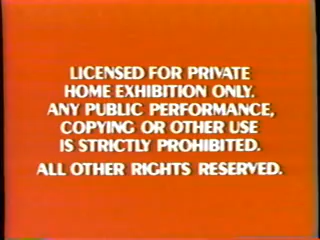 LICENSED FOR PRIVATE
HOME EXHIBITION ONLY.
ANY PUBLIC PERFORMANCE,
COPYING OR OTHER USE
IS STRICTLY PROHIBITED.
ALL OTHER RIGHTS RESERVED.